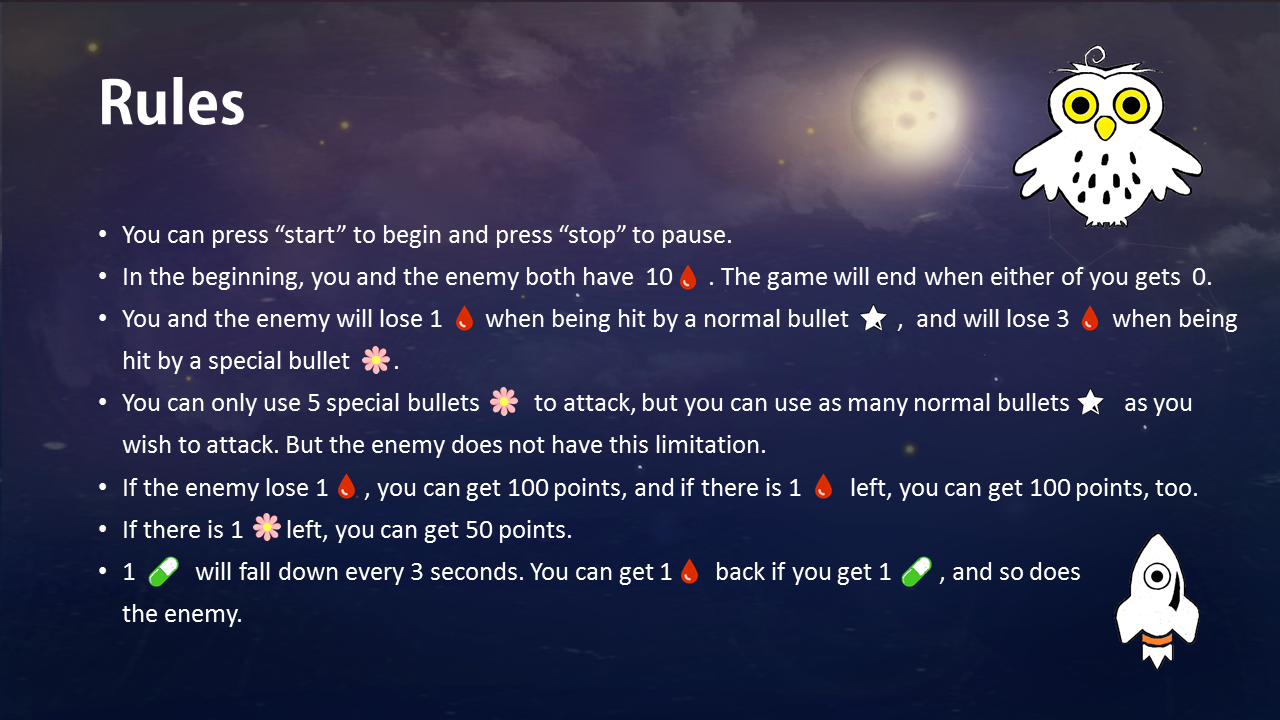 Rules
• You can press “start” to begin and press “stop” to pause.
• In the beginning, you and the enemy both have 10 . The game will end when either of you gets 0.
• You and the enemy will lose 1 when being hit by a normal bullet , and will lose 3 when being
hit by a special bullet .
• You can only use 5 special bullets to attack, but you can use as many normal bullets as you
wish to attack. But the enemy does not have this limitation.
• If the enemy lose 1 , you can get 100 points, and if there is 1 left, you can get 100 points, too.
• If there is 1 left, you can get 50 points.
• 1 will fall down every 3 seconds. You can get 1 back if you get 1 , and so does
the enemy.